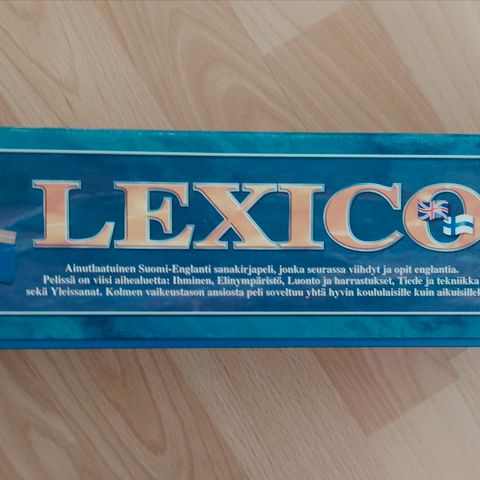 LEXICO
Ainutlaatuinen Suomi-Englanti sanakirjapeli, jonka seurassa viihdyt ja opit englantia.
Pelissä on viisi aihealuetta: Ihminen, Elinympäristö, Luonto ja harrastukset, Tiede ja tekniikka
sekä Yleissanat. Kolmen vaikeustason ansiosta peli soveltuu yhtä hyvin koululaisille kuin aikuisille